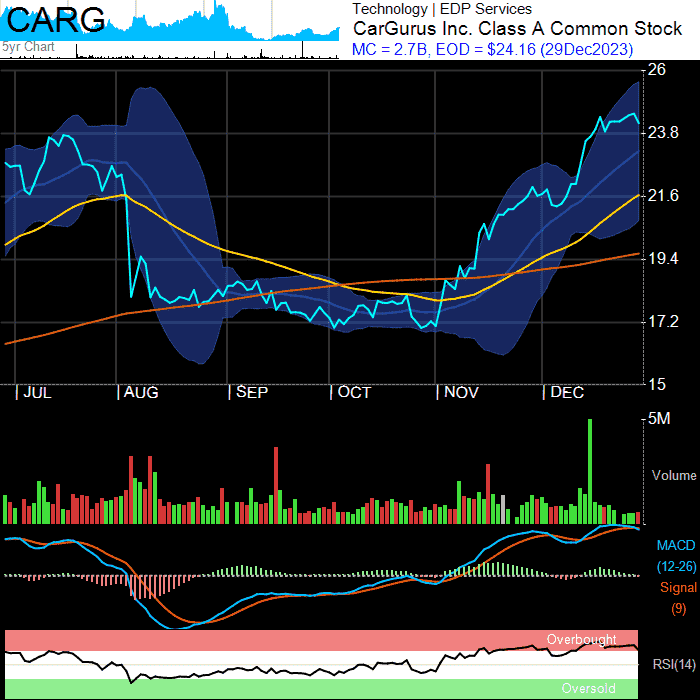 CARG
5yr Chart
Technology | EDP Services
CarGurus Inc. Class A Common Stock
MC = 2.7B, EOD = $24.16 (29Dec2023)
26
23.8
21.6
19.4
17.2
15
| JUL | AUG | SEP | OCT | NOV | DEC
5M
Volume
MACD
(12-26)
Signal
(9)
Overbought
RSI(14)
Oversold